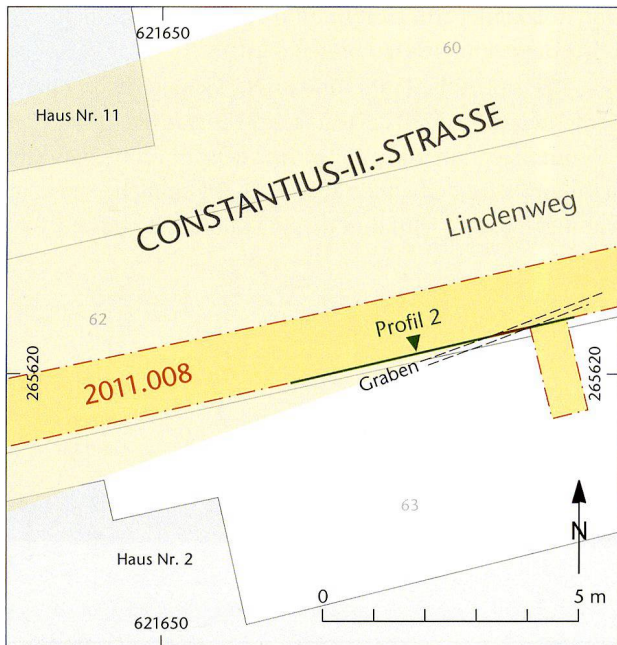 621650
60
Haus Nr. 11
CONSTANTIUS-II.-STRASSE
Lindenweg
62
Profil 2
265620
2011.008
Graben
265620
63
Haus Nr. 2
N
0
5 m
621650